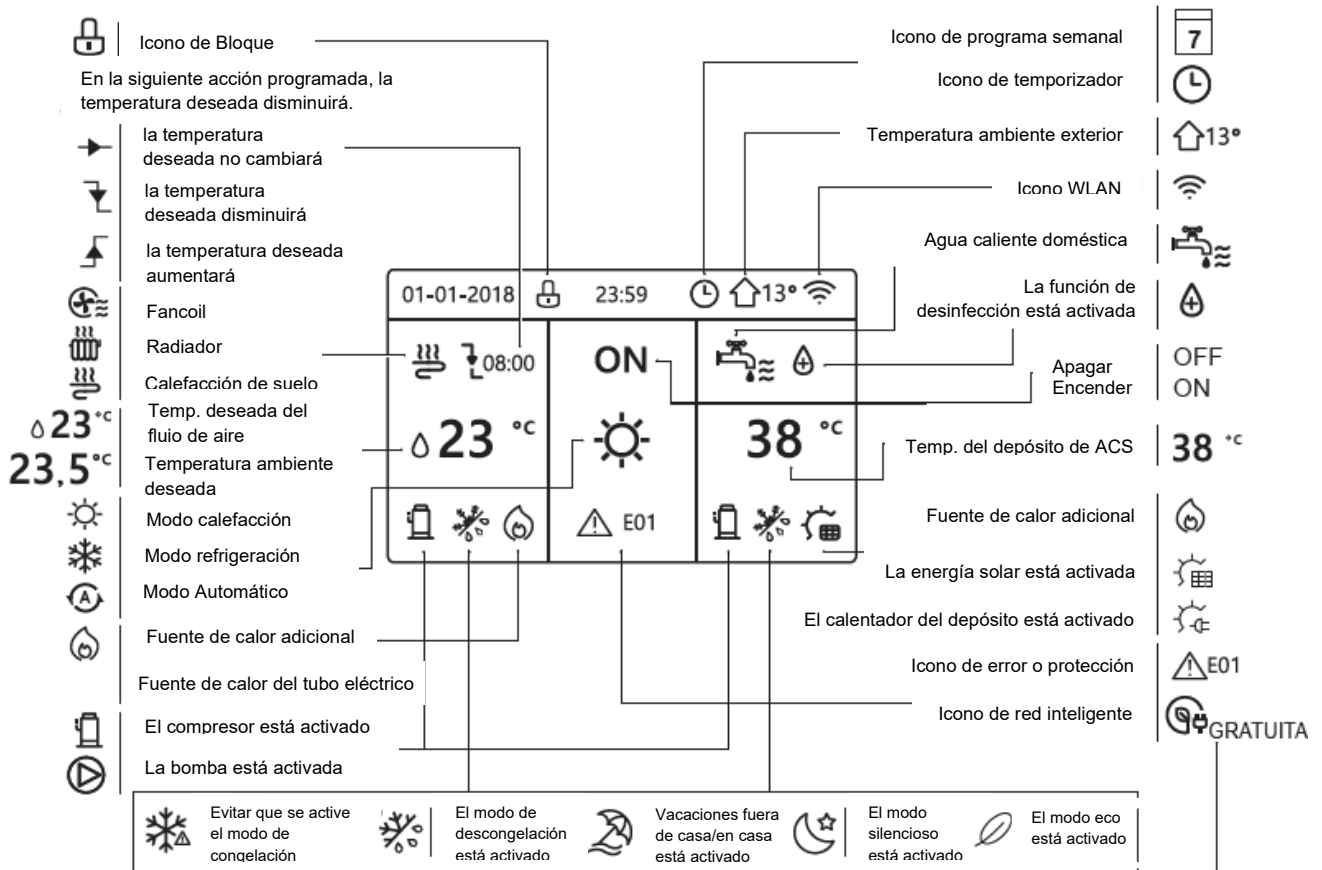 Icono de Bloque
En la siguiente acción programada, la
temperatura deseada disminuirá.
la temperatura
deseada no cambiará
la temperatura
deseada disminuirá
la temperatura deseada
aumentará
Fancoil
Radiador
Calefacción de suelo
23 °C
Temp. deseada del
fluio de aire
23,5 °C
Temperatura ambiente
deseada
Modo calefacción
Modo refrigeración
A
Modo Automático
Fuente de calor adicional
Fuente de calor del tubo eléctrico
El compresor está activado
La bomba está activada
01-01-2018
23:59
13°
08:00
ON
23 °C
38 °C
E01
Icono de programa semanal
7
Icono de temporizador
Temperatura ambiente exterior
13°
Icono WLAN
Agua caliente doméstica
La función de
desinfección está activada
Apagar
OFF
Encender
ON
Temp. del depósito de ACS
38 °C
Fuente de calor adicional
La energía solar está activada
El calentador del depósito está activado
Icono de error o protección
E01
Icono de red inteligente
GRATUITA
Evitar que se active
el modo de
congelación
El modo de
descongelación
está activado
Vacaciones fuera
de casa/en casa
está activado
El modo
silencioso
está activado
El modo eco
está activado